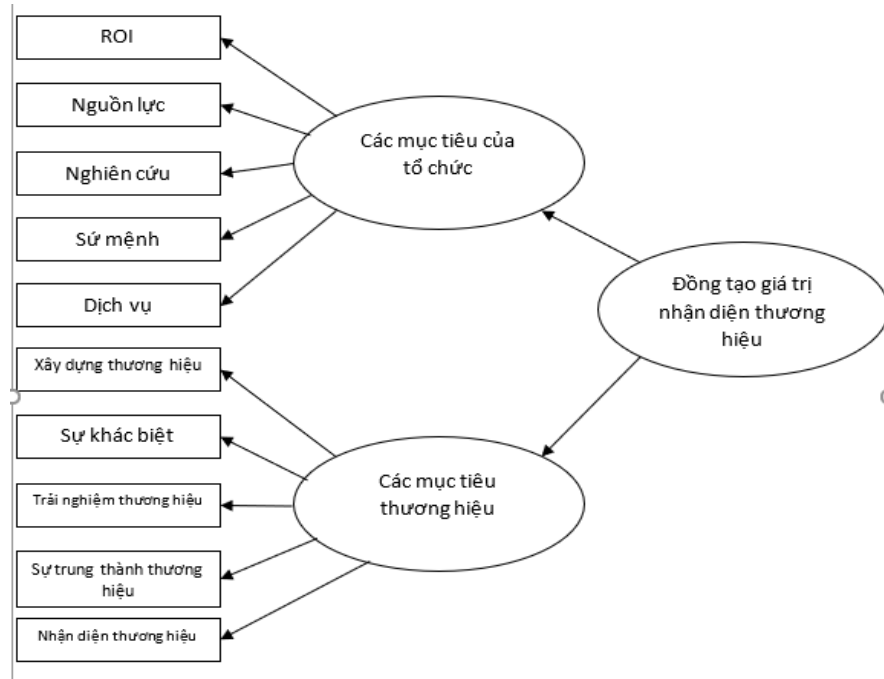 ROI
Nguồn lực
Nghiên cứu
Sứ mệnh
Dịch vụ
Xây dựng thương hiệu
Sự khác biệt
Trải nghiệm thương hiệu
Sự trung thành thương
hiệu
Nhận diện thương hiệu
Các mục tiêu của
tổ chức
Các mục tiêu
thương hiệu
Đồng tạo giá trị
nhận diện thương
hiệu